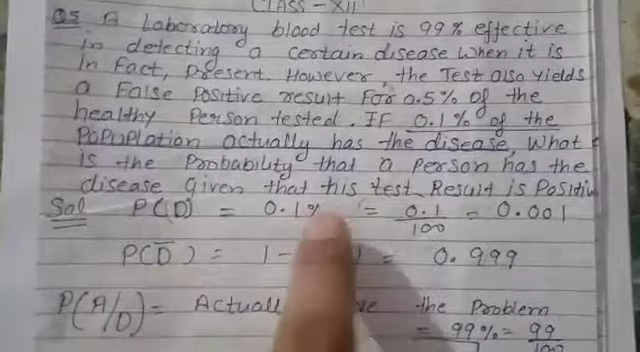 CLASS-XII
Q5 A Laboratory blood test is 99% effective
in detecting a certain disease when it is
in fact, Present. However, the Test also Yields
a False Positive result For 0.5% of the
healthy Person tested. IF 0.1% of the
Population actually has the disease, What
is the Probability that a Person has the
disease given that his test Result is Positiv
Sol P(D) = 0.1% = 0.1/100 = 0.001
P(D̅) = 1 - = 0.999
P(A/D) = Actuall ve the Problem
= 99% = 99/100